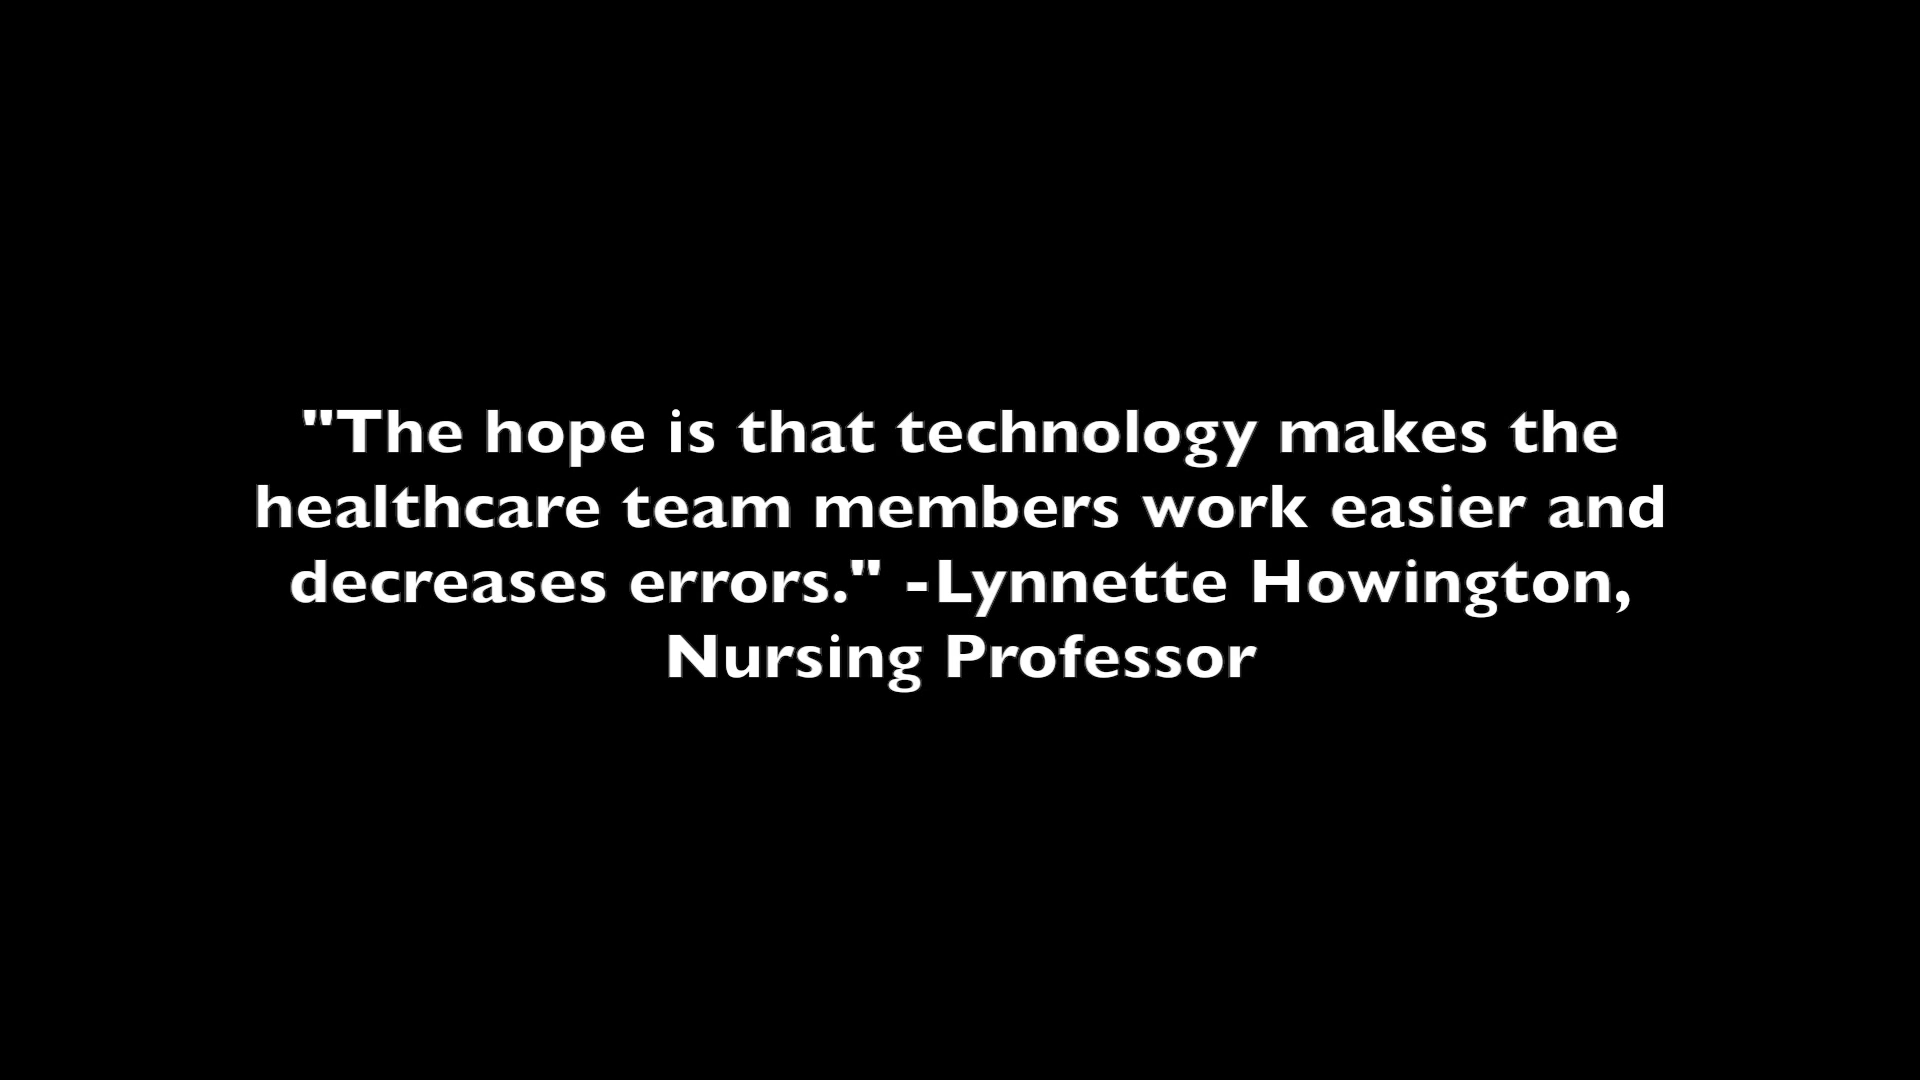 "The hope is that technology makes the
healthcare team members work easier and
decreases errors." -Lynnette Howington,
Nursing Professor